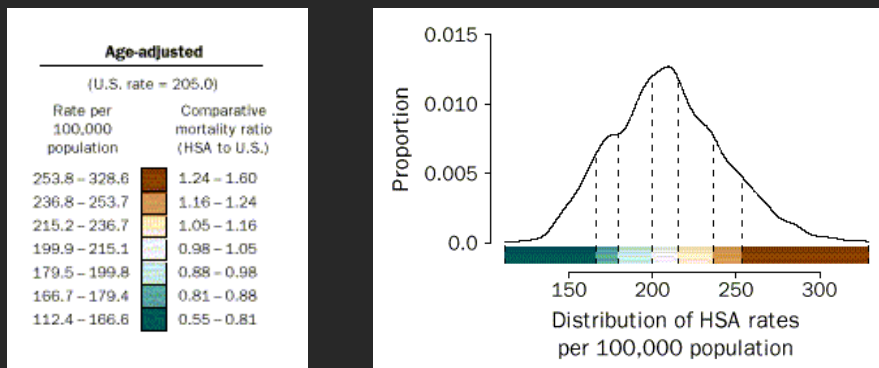 Age-adjusted
(U.S. rate = 205.0)
Rate per Comparative
100,000 mortality ratio
population (HSA to U.S.)
253.8 – 328.6 1.24 – 1.60
236.8 – 253.7 1.16 – 1.24
215.2 – 236.7 1.05 – 1.16
199.9 – 215.1 0.98 – 1.05
179.5 – 199.8 0.88 – 0.98
166.7 – 179.4 0.81 – 0.88
112.4 – 166.6 0.55 – 0.81
Proportion
0.015
0.010
0.005
0.0
150 200 250 300
Distribution of HSA rates
per 100,000 population